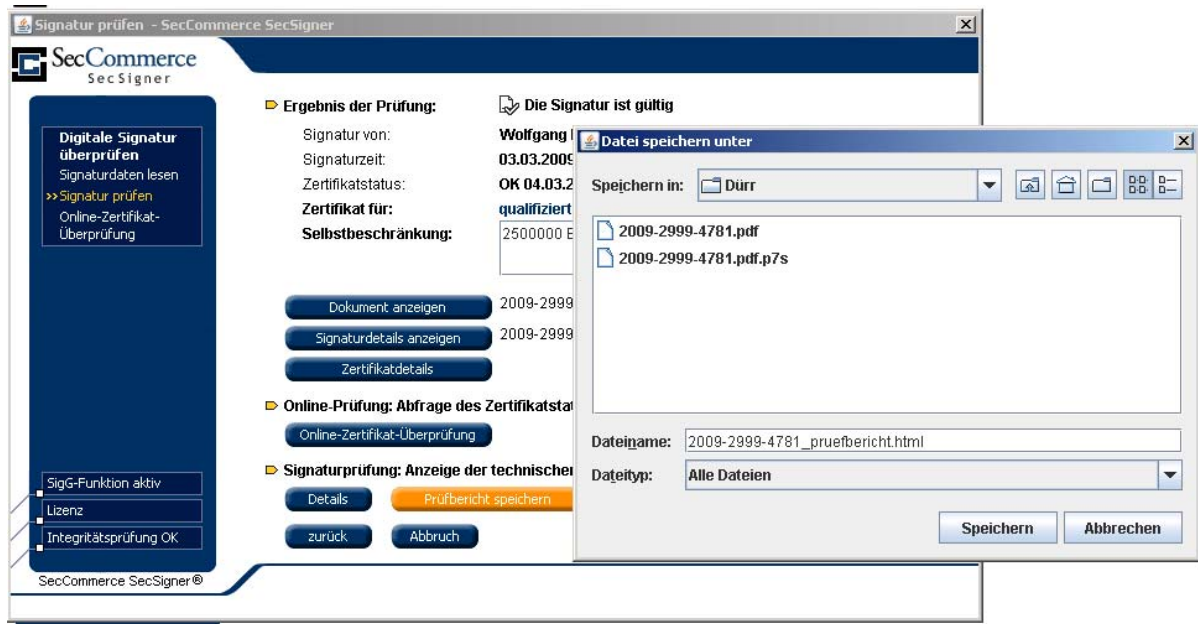 Signatur prüfen - SecCommerce SecSigner
SecCommerce
SecSigner
Digitale Signatur
überprüfen
Signaturdaten lesen
>>Signatur prüfen
Online-Zertifikat-
Überprüfung
SigG-Funktion aktiv
Lizenz
Integritätsprüfung OK
SecCommerce SecSigner®
Ergebnis der Prüfung: Die Signatur ist gültig
Signatur von: Wolfgang
Signaturzeit: 03.03.2009
Zertifikatstatus: OK 04.03.2
Zertifikat für: qualifiziert
Selbstbeschränkung: 2500000 E
Dokument anzeigen 2009-2999
Signaturdetails anzeigen 2009-2999
Zertifikatdetails
Online-Prüfung: Abfrage des Zertifikatsta
Online-Zertifikat-Überprüfung
Signaturprüfung: Anzeige der technischer
Details Prüfbericht speichern
zurück Abbruch
Datei speichern unter
Speichern in: Dürr
2009-2999-4781.pdf
2009-2999-4781.pdf.p7s
Dateiname: 2009-2999-4781_pruefbericht.html
Dateityp: Alle Dateien
Speichern Abbrechen